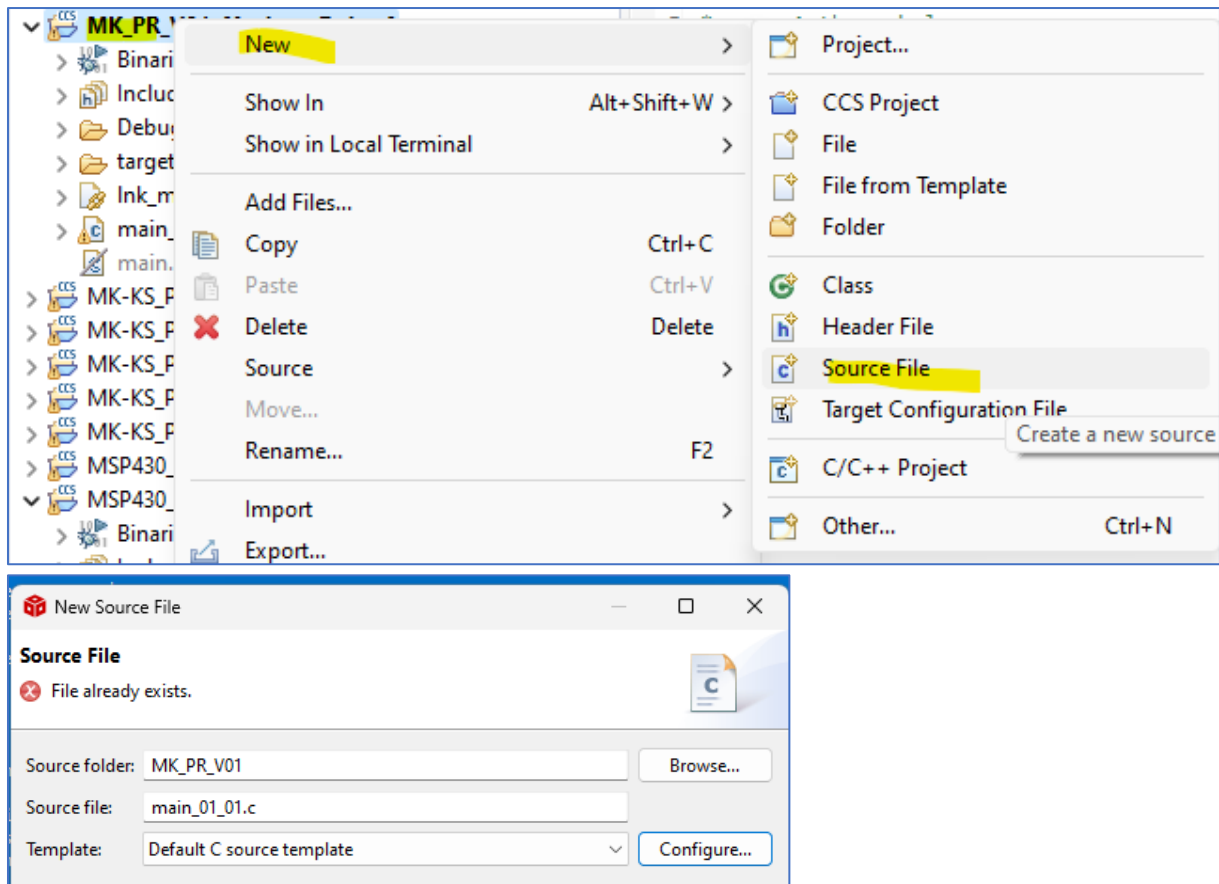 MK_PR_V
New >
Project...
Binari
Includ
Show In Alt+Shift+W >
CCS Project
Debu
Show in Local Terminal >
File
target
File from Template
lnk_m
Add Files...
Folder
main_
Copy Ctrl+C
main.
Paste Ctrl+V
Class
MK-KS_P
Delete Delete
Header File
MK-KS_P
Source >
Source File
MK-KS_P
Move...
Target Configuration File
MK-KS_P
Create a new source
MK-KS_P
Rename... F2
MSP430_
C/C++ Project
MSP430_
Import >
Other... Ctrl+N
Binari
Export...
New Source File
Source File
File already exists.
Source folder: MK_PR_V01 Browse...
Source file: main_01_01.c
Template: Default C source template Configure...